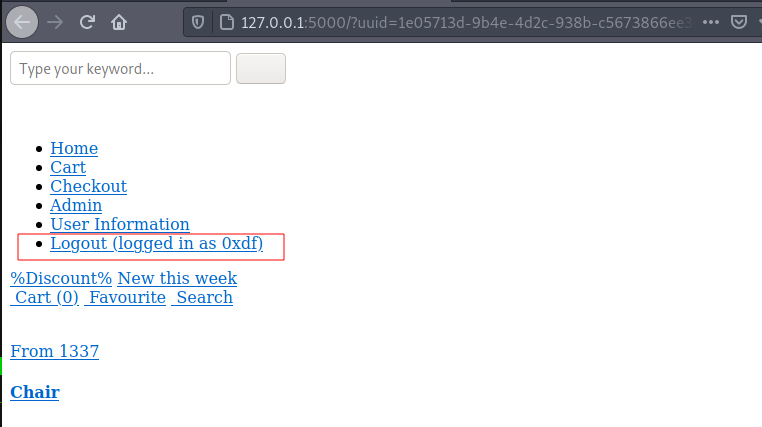 127.0.0.1:5000/?uuid=1e05713d-9b4e-4d2c-938b-c5673866ee3
Type your keyword...
Home
Cart
Checkout
Admin
User Information
Logout (logged in as 0xdf)
%Discount% New this week
Cart (0) Favourite Search
From 1337
Chair